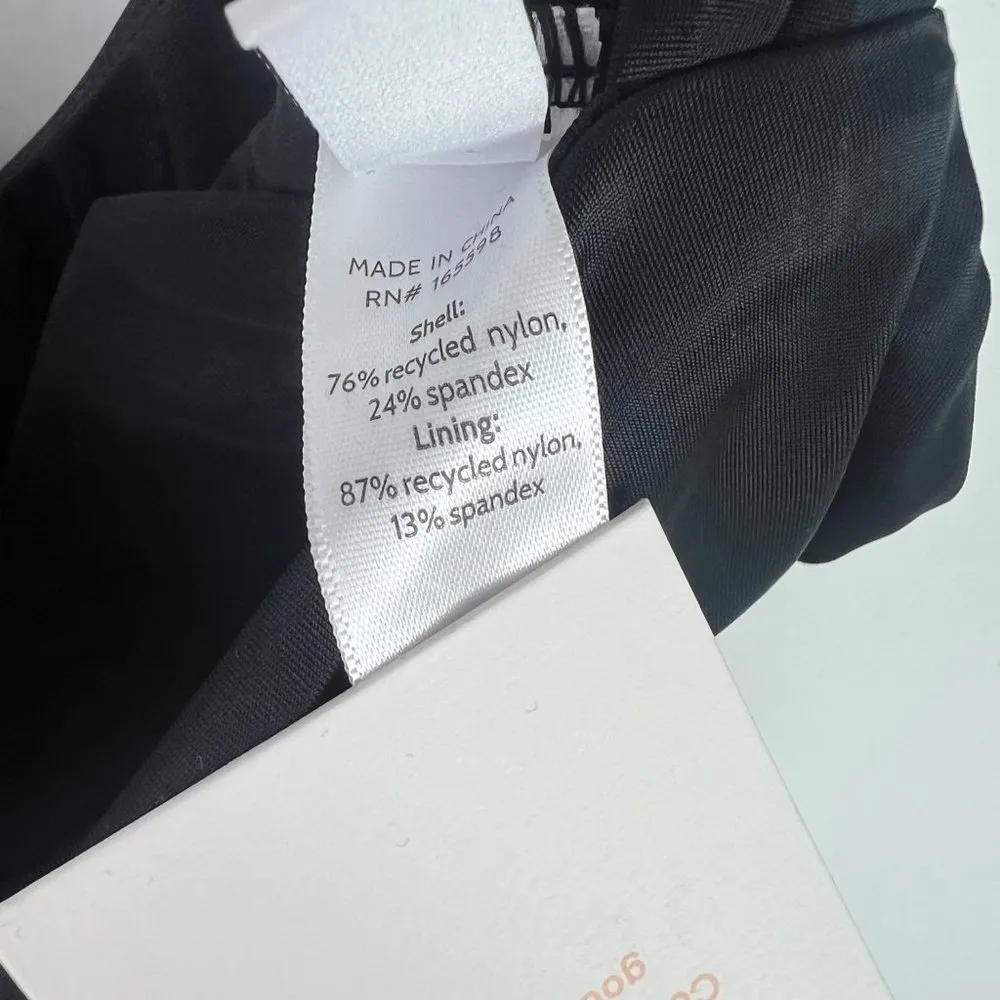 MADE IN CHINA
RN# 165598
Shell:
76% recycled nylon,
24% spandex
Lining:
87% recycled nylon,
13% spandex